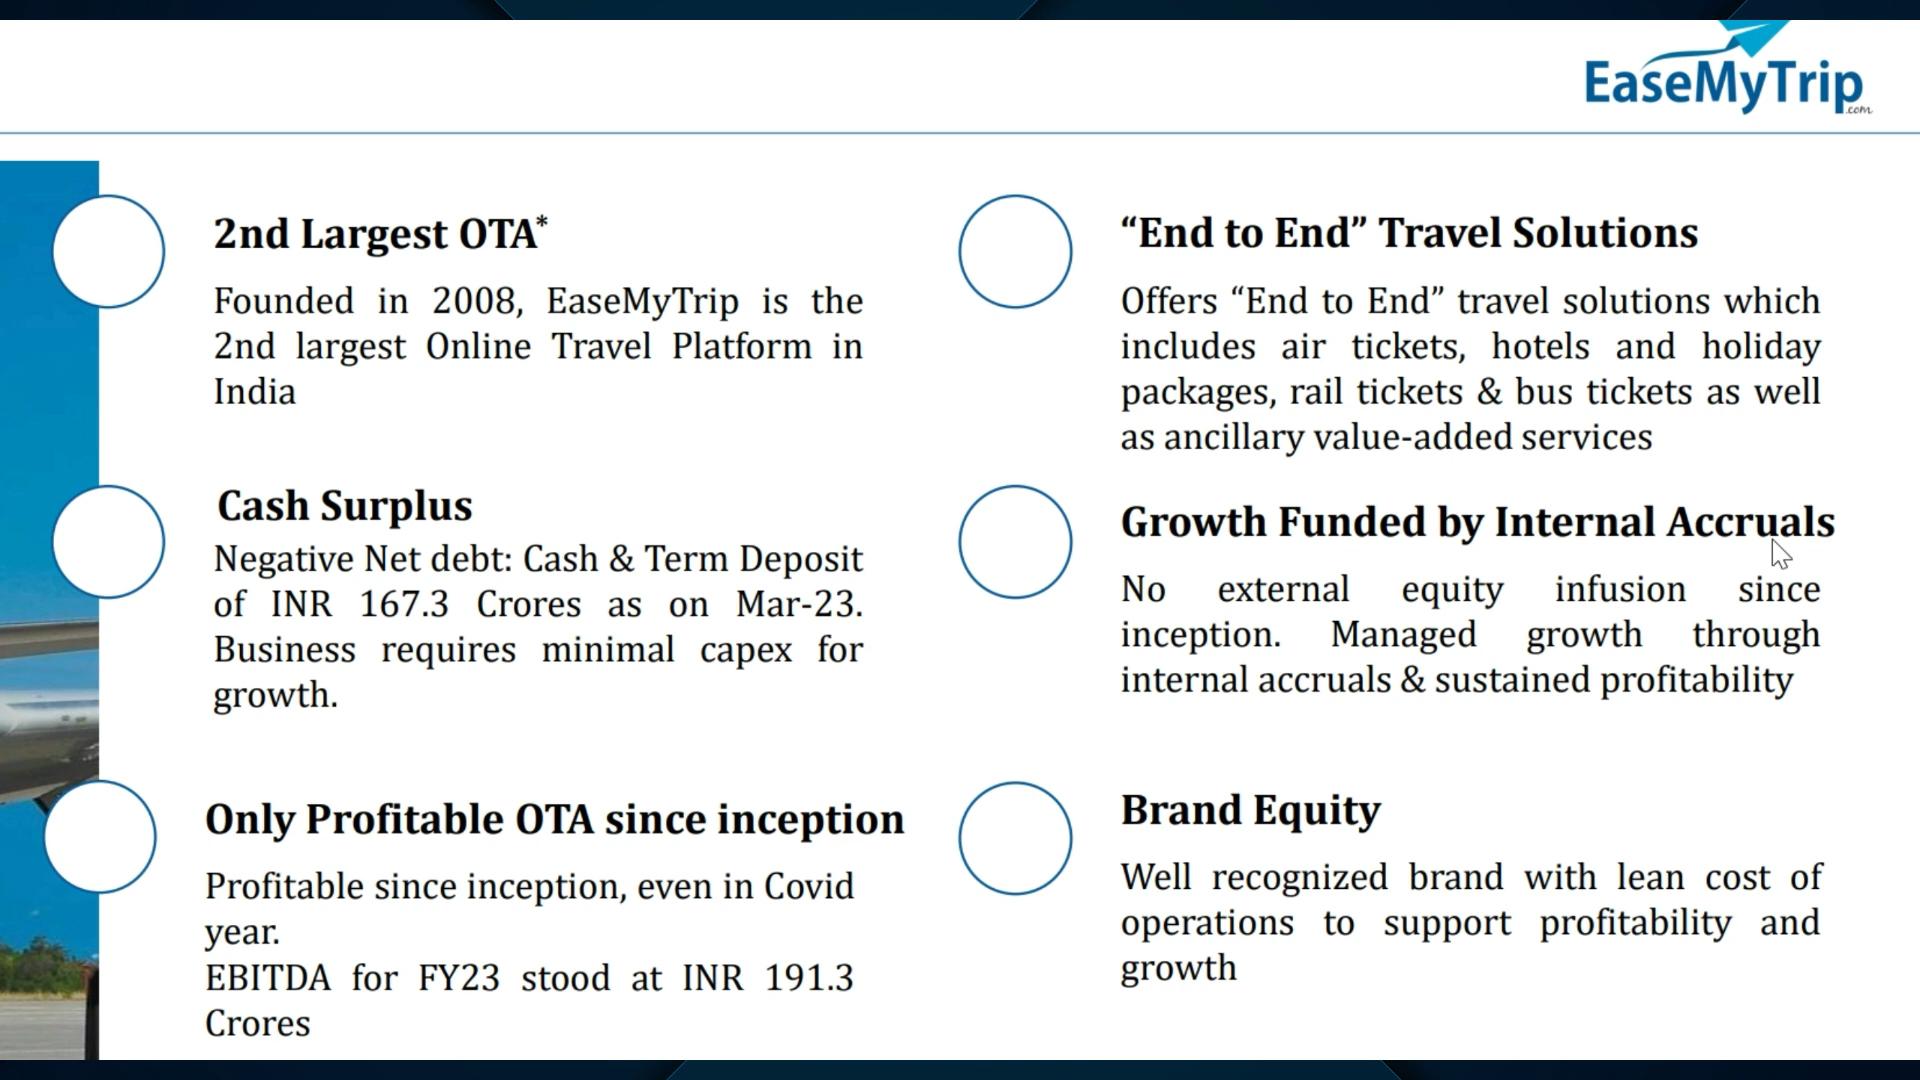 EaseMyTrip
.com
2nd Largest OTA*
Founded in 2008, EaseMyTrip is the
2nd largest Online Travel Platform in
India
Cash Surplus
Negative Net debt: Cash & Term Deposit
of INR 167.3 Crores as on Mar-23.
Business requires minimal capex for
growth.
Only Profitable OTA since inception
Profitable since inception, even in Covid
year.
EBITDA for FY23 stood at INR 191.3
Crores
“End to End” Travel Solutions
Offers “End to End” travel solutions which
includes air tickets, hotels and holiday
packages, rail tickets & bus tickets as well
as ancillary value-added services
Growth Funded by Internal Accruals
No external equity infusion since
inception. Managed growth through
internal accruals & sustained profitability
Brand Equity
Well recognized brand with lean cost of
operations to support profitability and
growth